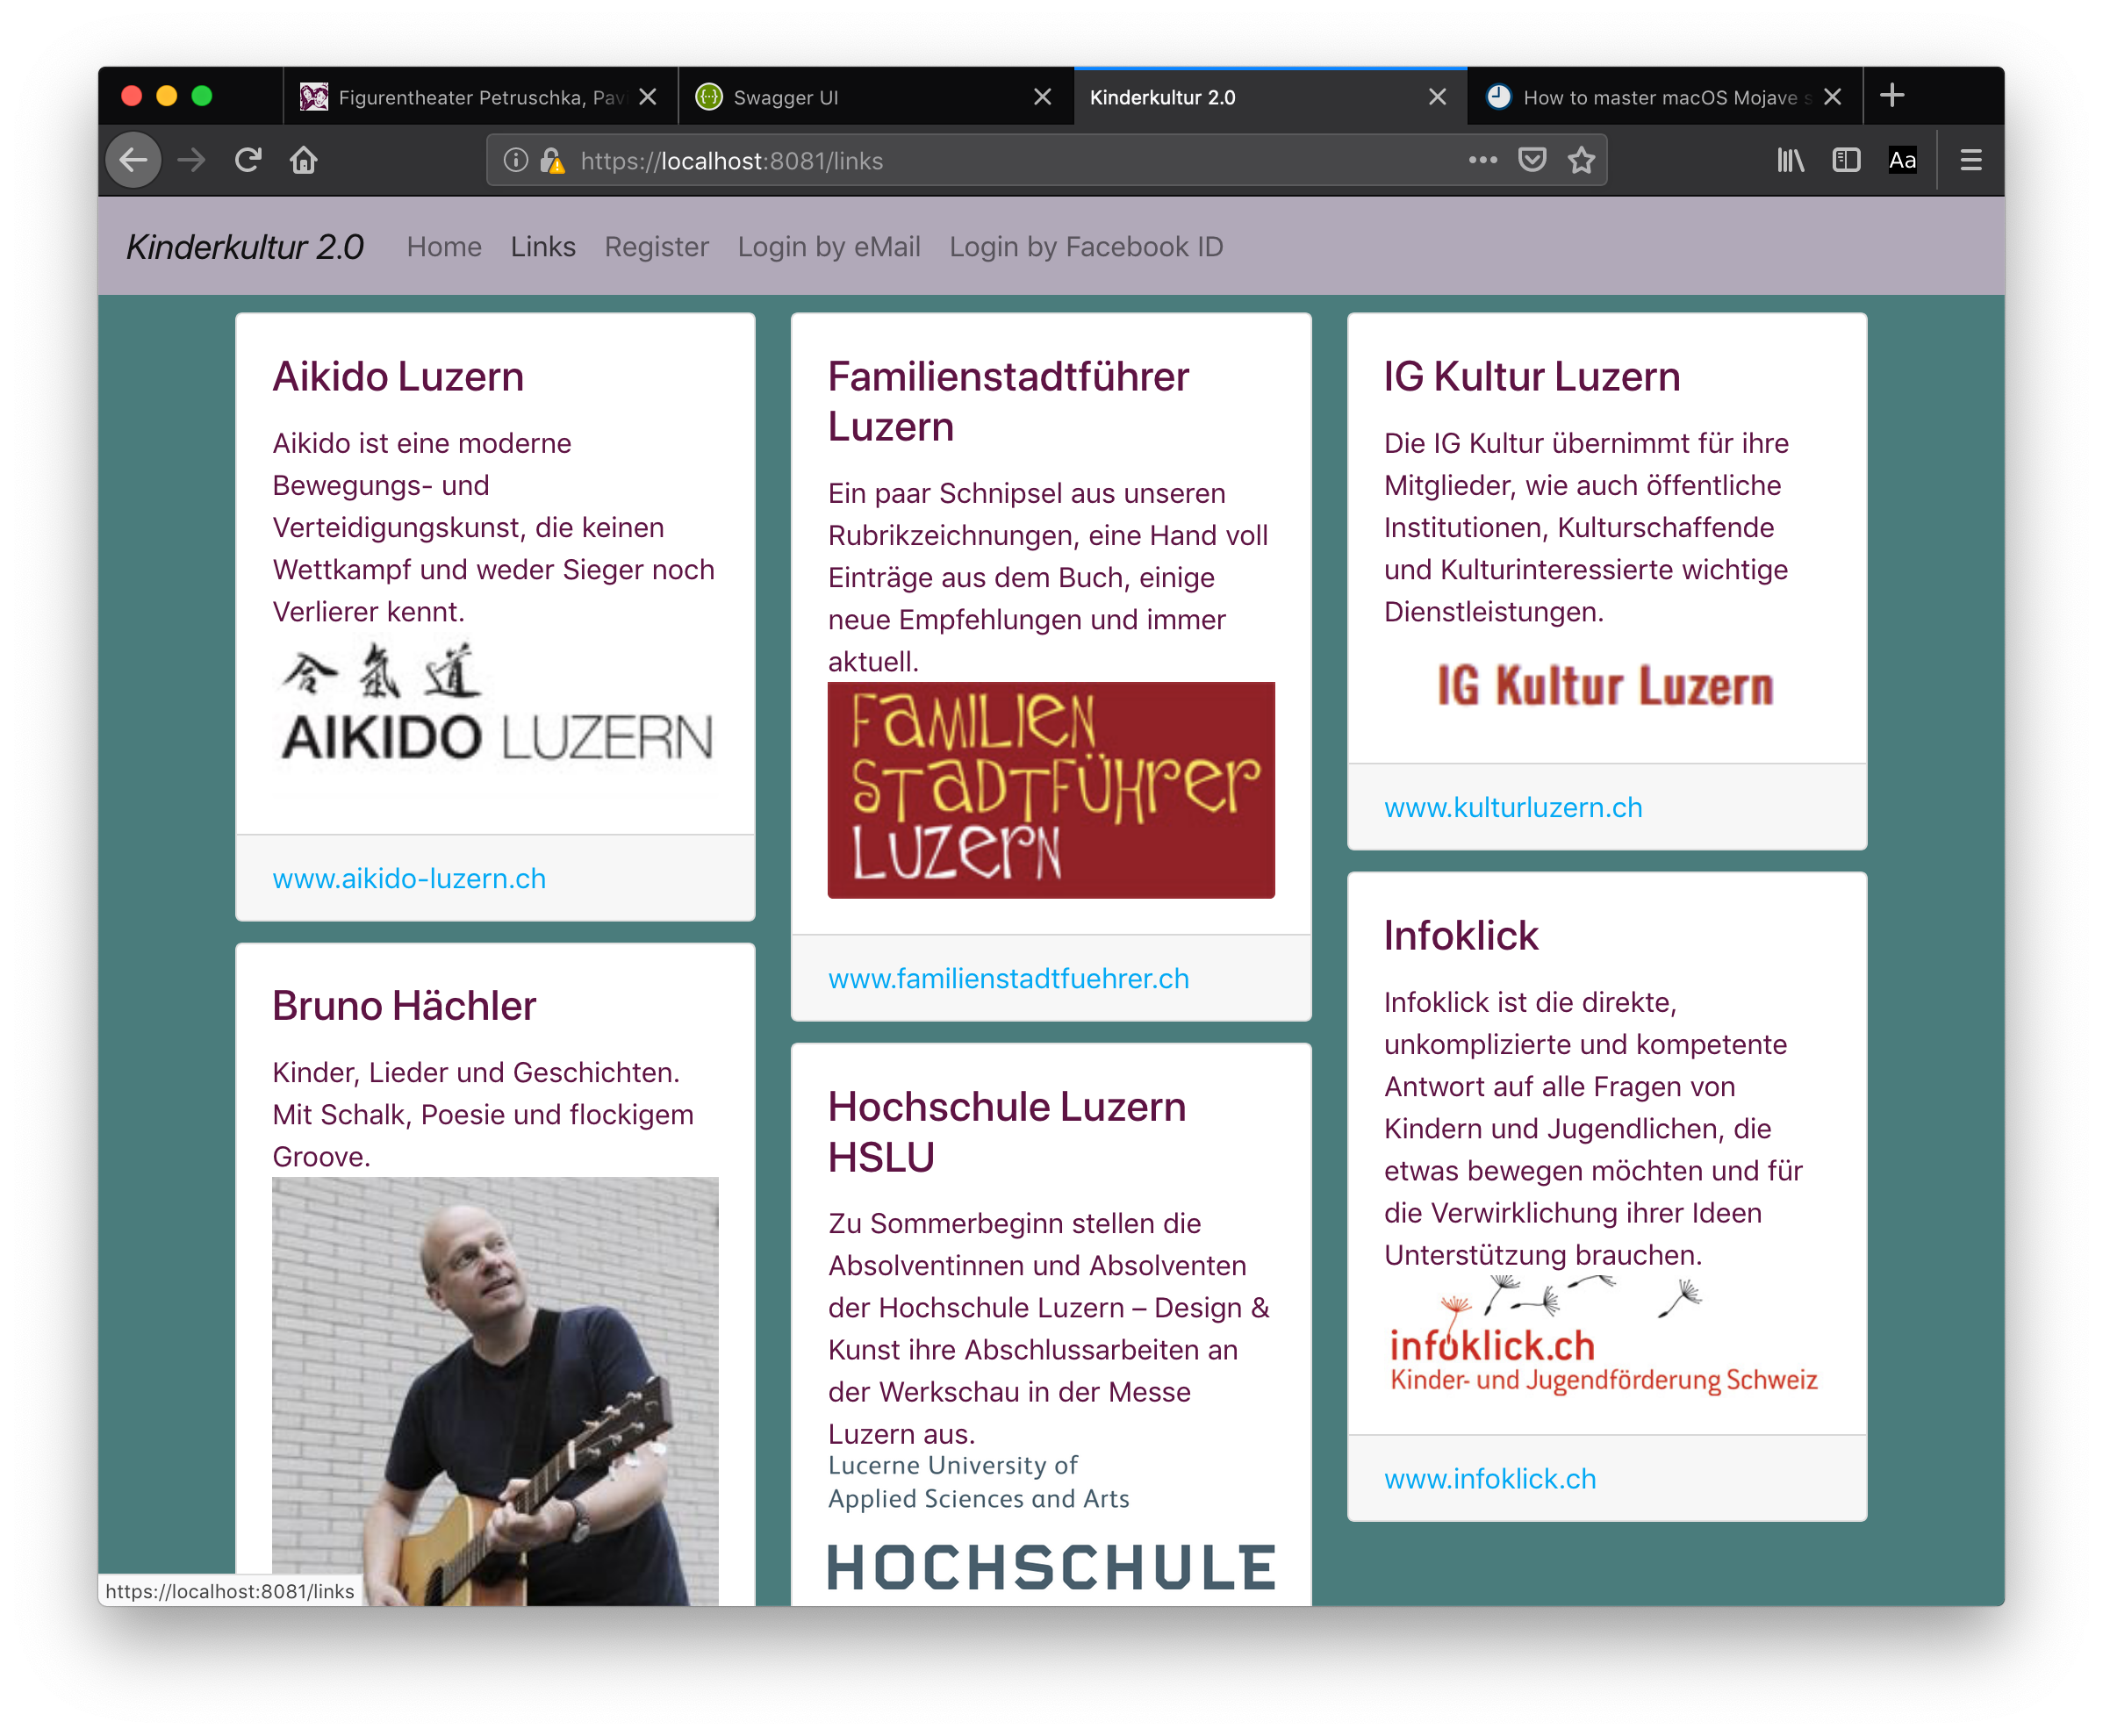 Figurentheater Petruschka, Pav
Swagger UI
Kinderkultur 2.0
How to master macOS Mojave s
https://localhost:8081/links
Aa
Kinderkultur 2.0
Home
Links
Register
Login by eMail
Login by Facebook ID
Aikido Luzern
Aikido ist eine moderne
Bewegungs- und
Verteidigungskunst, die keinen
Wettkampf und weder Sieger noch
Verlierer kennt.
合氣道
AIKIDO LUZERN
www.aikido-luzern.ch
Bruno Hächler
Kinder, Lieder und Geschichten.
Mit Schalk, Poesie und flockigem
Groove.
Familienstadtführer
Luzern
Ein paar Schnipsel aus unseren
Rubrikzeichnungen, eine Hand voll
Einträge aus dem Buch, einige
neue Empfehlungen und immer
aktuell.
FaMILIeN
STaDTFÜHrer
LUZerN
www.familienstadtfuehrer.ch
Hochschule Luzern
HSLU
Zu Sommerbeginn stellen die
Absolventinnen und Absolventen
der Hochschule Luzern – Design &
Kunst ihre Abschlussarbeiten an
der Werkschau in der Messe
Luzern aus.
Lucerne University of
Applied Sciences and Arts
HOCHSCHULE
IG Kultur Luzern
Die IG Kultur übernimmt für ihre
Mitglieder, wie auch öffentliche
Institutionen, Kulturschaffende
und Kulturinteressierte wichtige
Dienstleistungen.
IG Kultur Luzern
www.kulturluzern.ch
Infoklick
Infoklick ist die direkte,
unkomplizierte und kompetente
Antwort auf alle Fragen von
Kindern und Jugendlichen, die
etwas bewegen möchten und für
die Verwirklichung ihrer Ideen
Unterstützung brauchen.
infoklick.ch
Kinder- und Jugendförderung Schweiz
www.infoklick.ch
https://localhost:8081/links